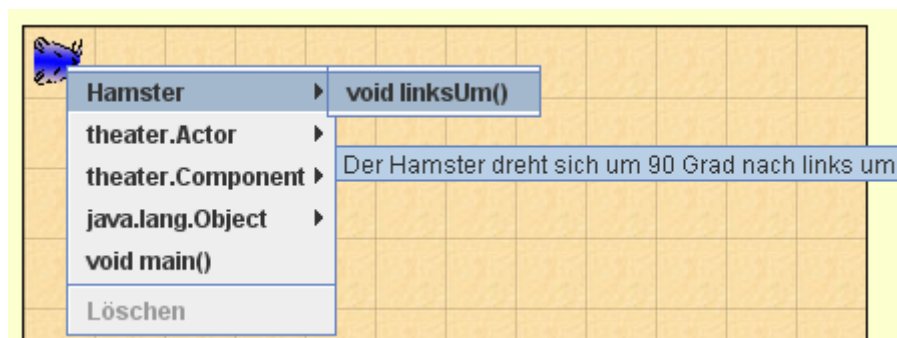 Hamster
void linksUm()
theater.Actor
Der Hamster dreht sich um 90 Grad nach links um
theater.Component
java.lang.Object
void main()
Löschen